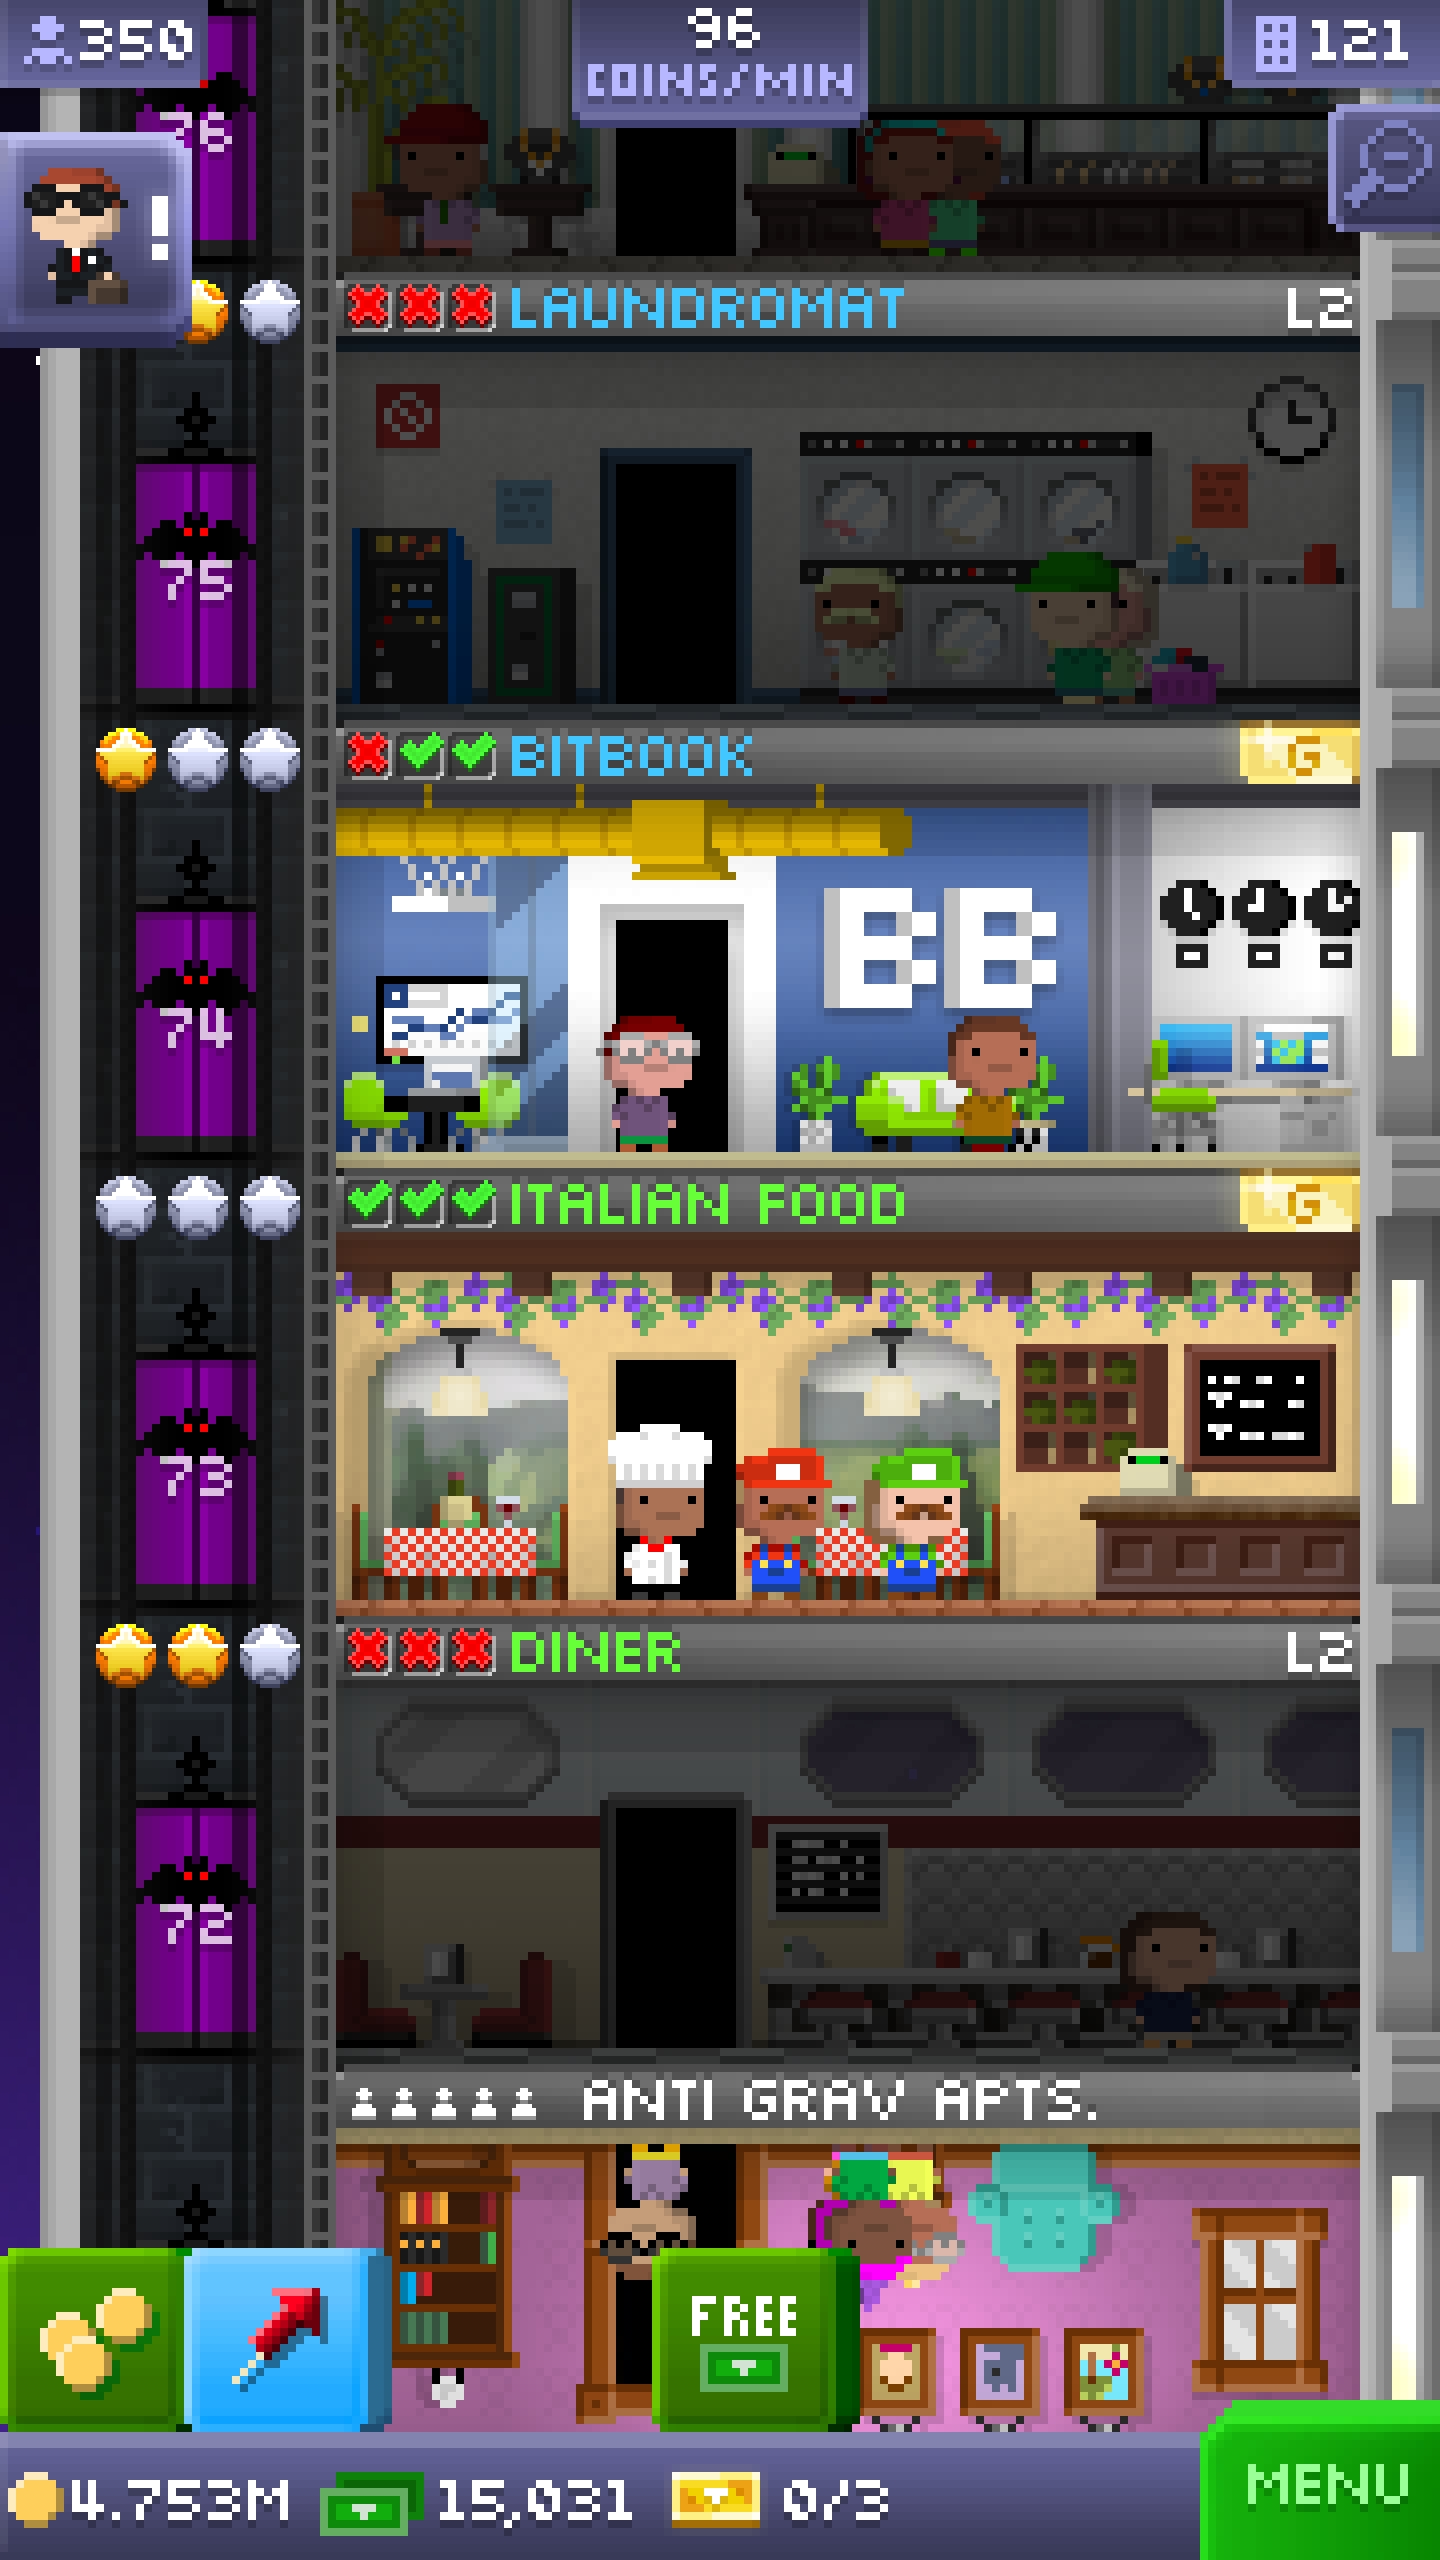 350
96
COINS/MIN
121
76
!
LAUNDROMAT
L2
75
BITBOOK
G
BB
74
ITALIAN FOOD
G
73
DINER
L2
72
ANTI GRAV APTS.
FREE
4.753M
15,031
0/3
MENU